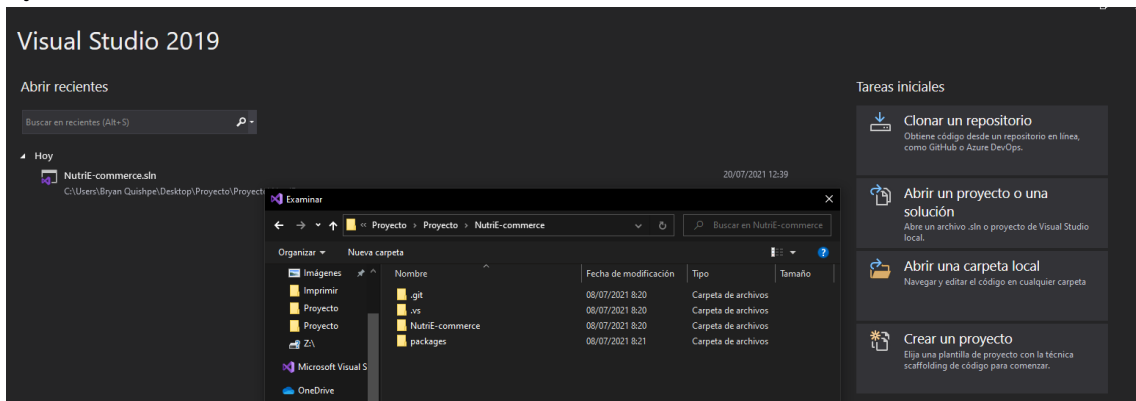 Visual Studio 2019
Abrir recientes
Buscar en recientes (Alt+S)
Hoy
NutriE-commerce.sln
20/07/2021 12:39
C:\Users\Bryan Quishpe\Desktop\Proyecto\Proyect
Tareas iniciales
Clonar un repositorio
Obtiene código desde un repositorio en línea,
como GitHub o Azure DevOps.
Abrir un proyecto o una
solución
Abre un archivo .sln o proyecto de Visual Studio
local.
Abrir una carpeta local
Navegar y editar el código en cualquier carpeta
Crear un proyecto
Elija una plantilla de proyecto con la técnica
scaffolding de código para comenzar.
Examinar
« Proyecto > Proyecto > NutriE-commerce
Buscar en NutriE-commerce
Organizar
Nueva carpeta
Imágenes
Imprimir
Proyecto
Proyecto
Z:\
Microsoft Visual S
OneDrive
Nombre Fecha de modificación Tipo Tamaño
.git 08/07/2021 8:20 Carpeta de archivos
.vs 08/07/2021 8:20 Carpeta de archivos
NutriE-commerce 08/07/2021 8:20 Carpeta de archivos
packages 08/07/2021 8:21 Carpeta de archivos